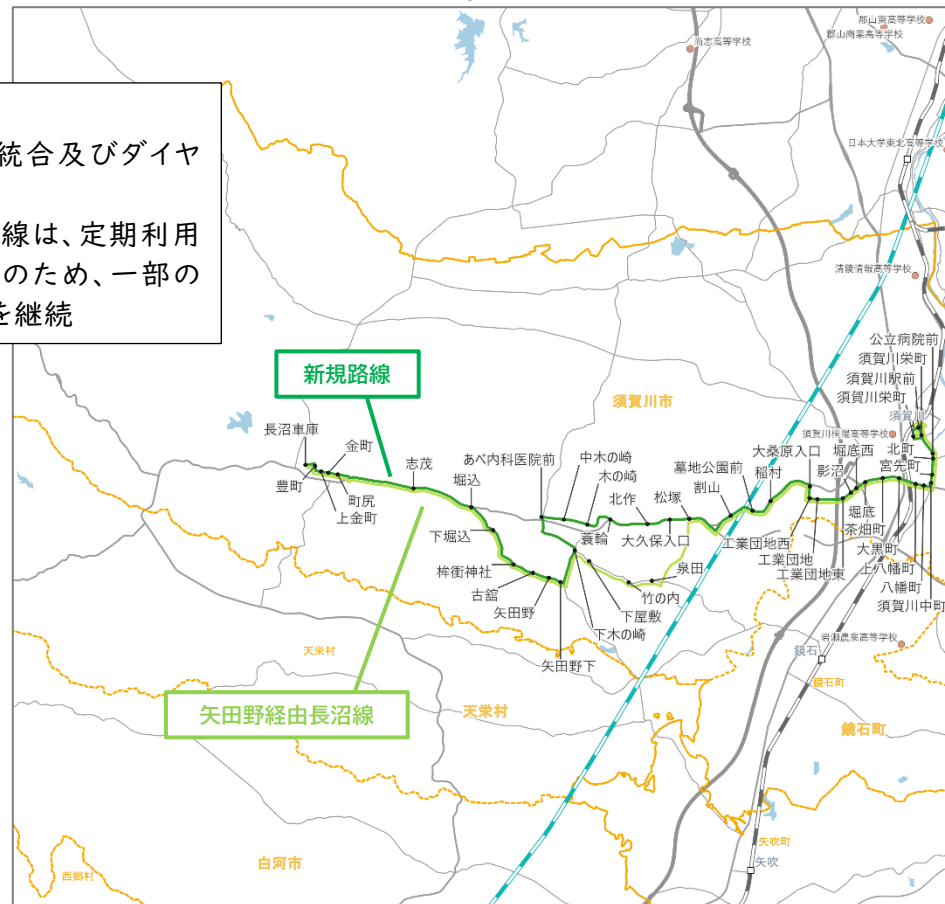 統合及びダイヤ
線は、定期利用
のため、一部の
を継続
郡山東高等学校
郡山商業高等学校
尚志高等学校
日本大学東北高等学校
清陵情報高等学校
公立病院前
須賀川栄町
須賀川駅前
須賀川栄町
須賀川
新規路線
須賀川市
須賀川桐陽高等学校
北町
宮先町
長沼車庫
金町
豊町
町尻
上金町
志茂
あべ内科医院前
堀込
中木の崎
木の崎
北作
松塚
墓地公園前
割山
大桑原入口
堀底西
稲村
影沼
下堀込
蓑輪
大久保入口
工業団地西
工業団地
工業団地東
堀底
茶畑町
大黒町
上八幡町
八幡町
須賀川中町
桙衝神社
古舘
矢田野
泉田
竹の内
下屋敷
下木の崎
矢田野下
岩瀬農業高等学校
鏡石
天栄村
天栄村
鏡石町
鏡石町
矢田野経由長沼線
白河市
西郷村
矢吹町
矢吹